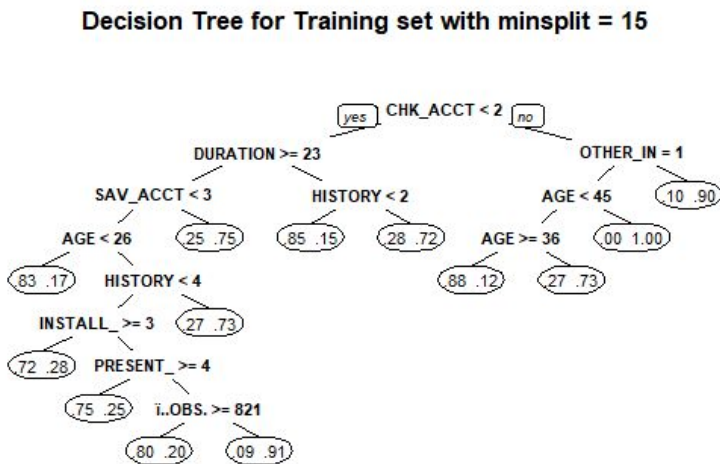 Decision Tree for Training set with minsplit = 15
yes CHK_ACCT < 2 no
DURATION >= 23 OTHER_IN = 1
SAV_ACCT < 3 HISTORY < 2 AGE < 45 .10 .90
AGE < 26 .25 .75 .85 .15 .28 .72 AGE >= 36 .00 1.00
.83 .17 HISTORY < 4 .88 .12 .27 .73
INSTALL_ >= 3 .27 .73
.72 .28 PRESENT_ >= 4
.75 .25 ï..OBS. >= 821
.80 .20 .09 .91